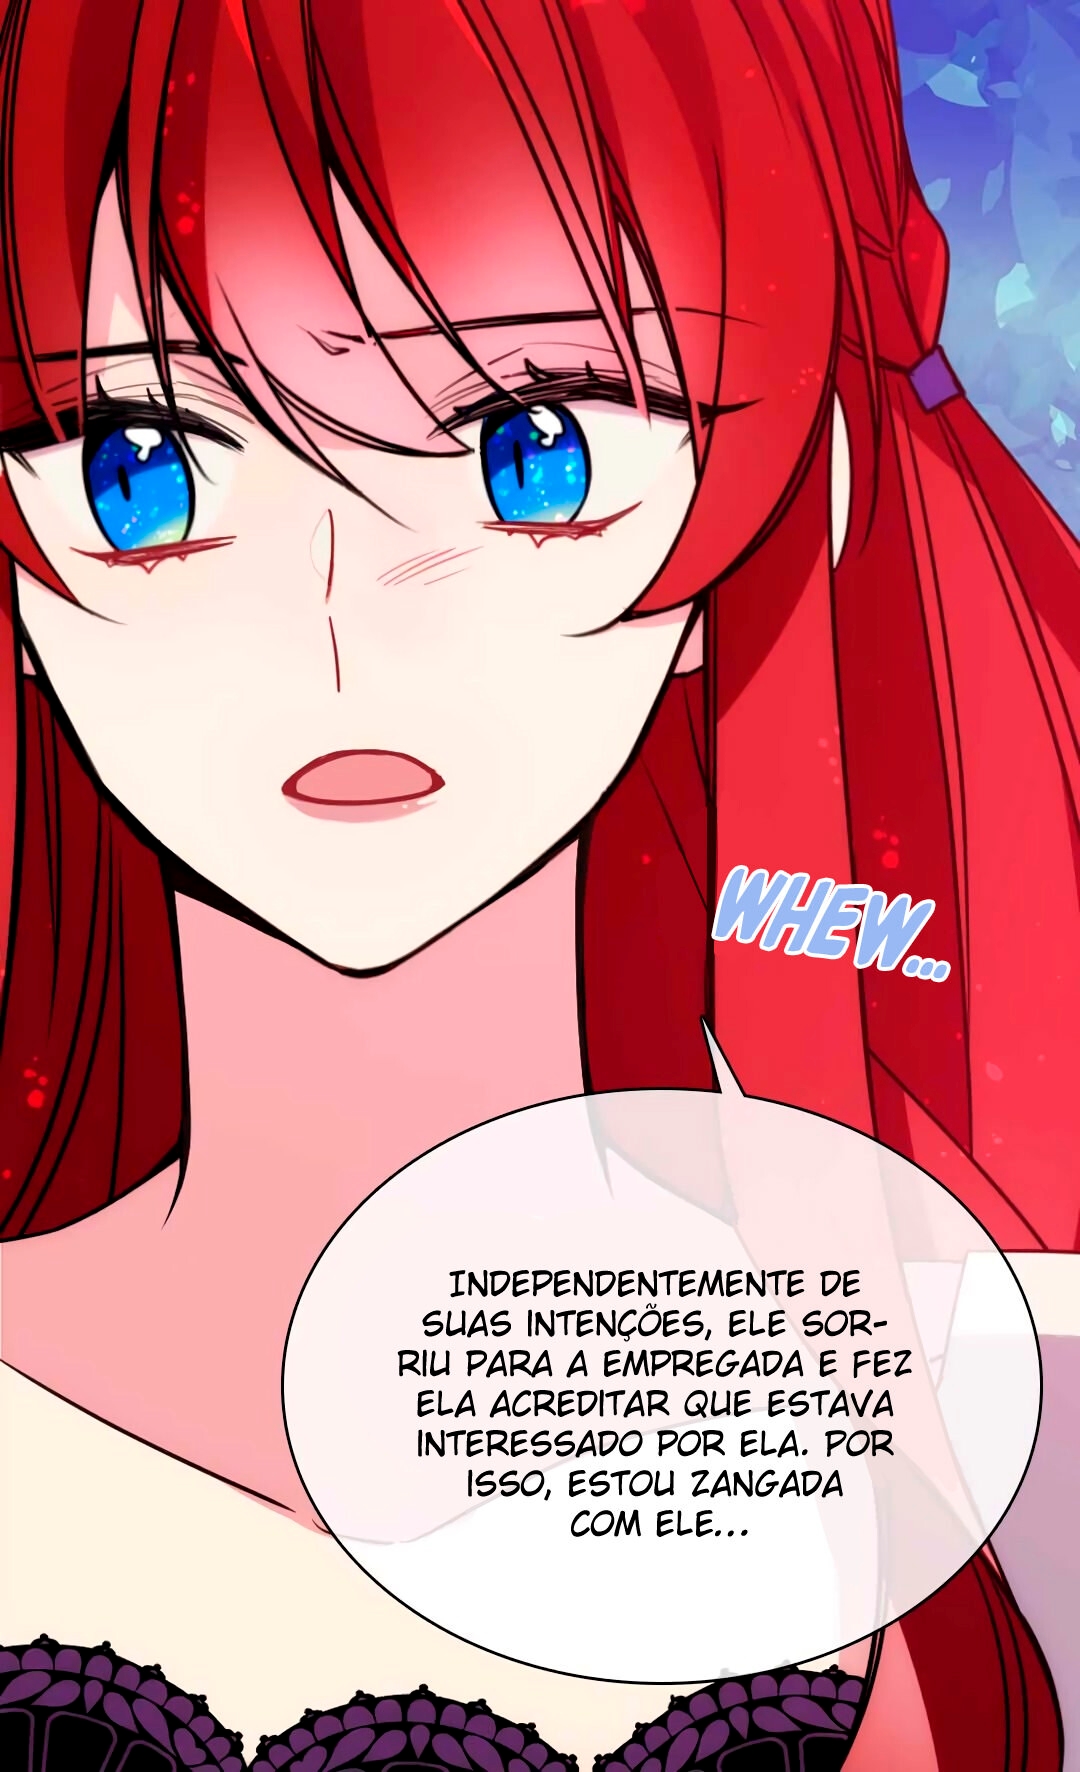 WHEW...
INDEPENDENTEMENTE DE
SUAS INTENÇÕES, ELE SOR-
RIU PARA A EMPREGADA E FEZ
ELA ACREDITAR QUE ESTAVA
INTERESSADO POR ELA. POR
ISSO, ESTOU ZANGADA
COM ELE...